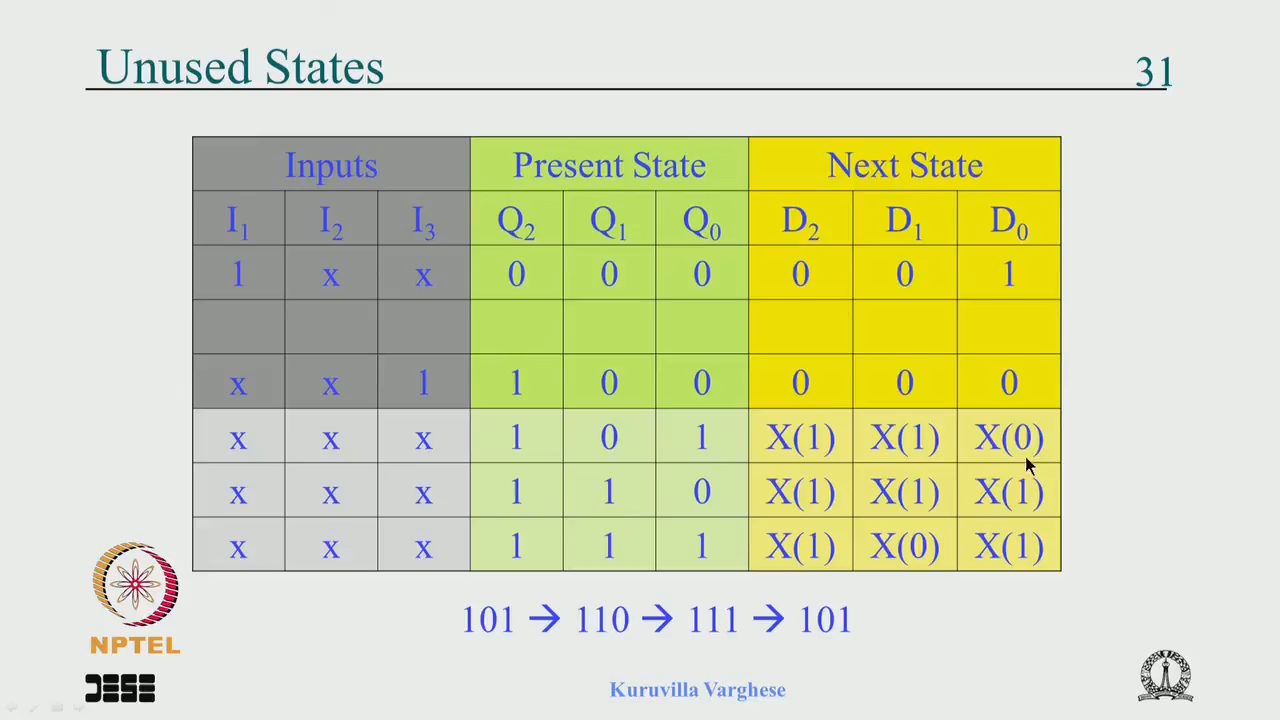 Unused States 31
Inputs Present State Next State
I1 I2 I3 Q2 Q1 Q0 D2 D1 D0
1 x x 0 0 0 0 0 1
x x 1 1 0 0 0 0 0
x x x 1 0 1 X(1) X(1) X(0)
x x x 1 1 0 X(1) X(1) X(1)
x x x 1 1 1 X(1) X(0) X(1)
101 → 110 → 111 → 101
NPTEL
DESE
Kuruvilla Varghese